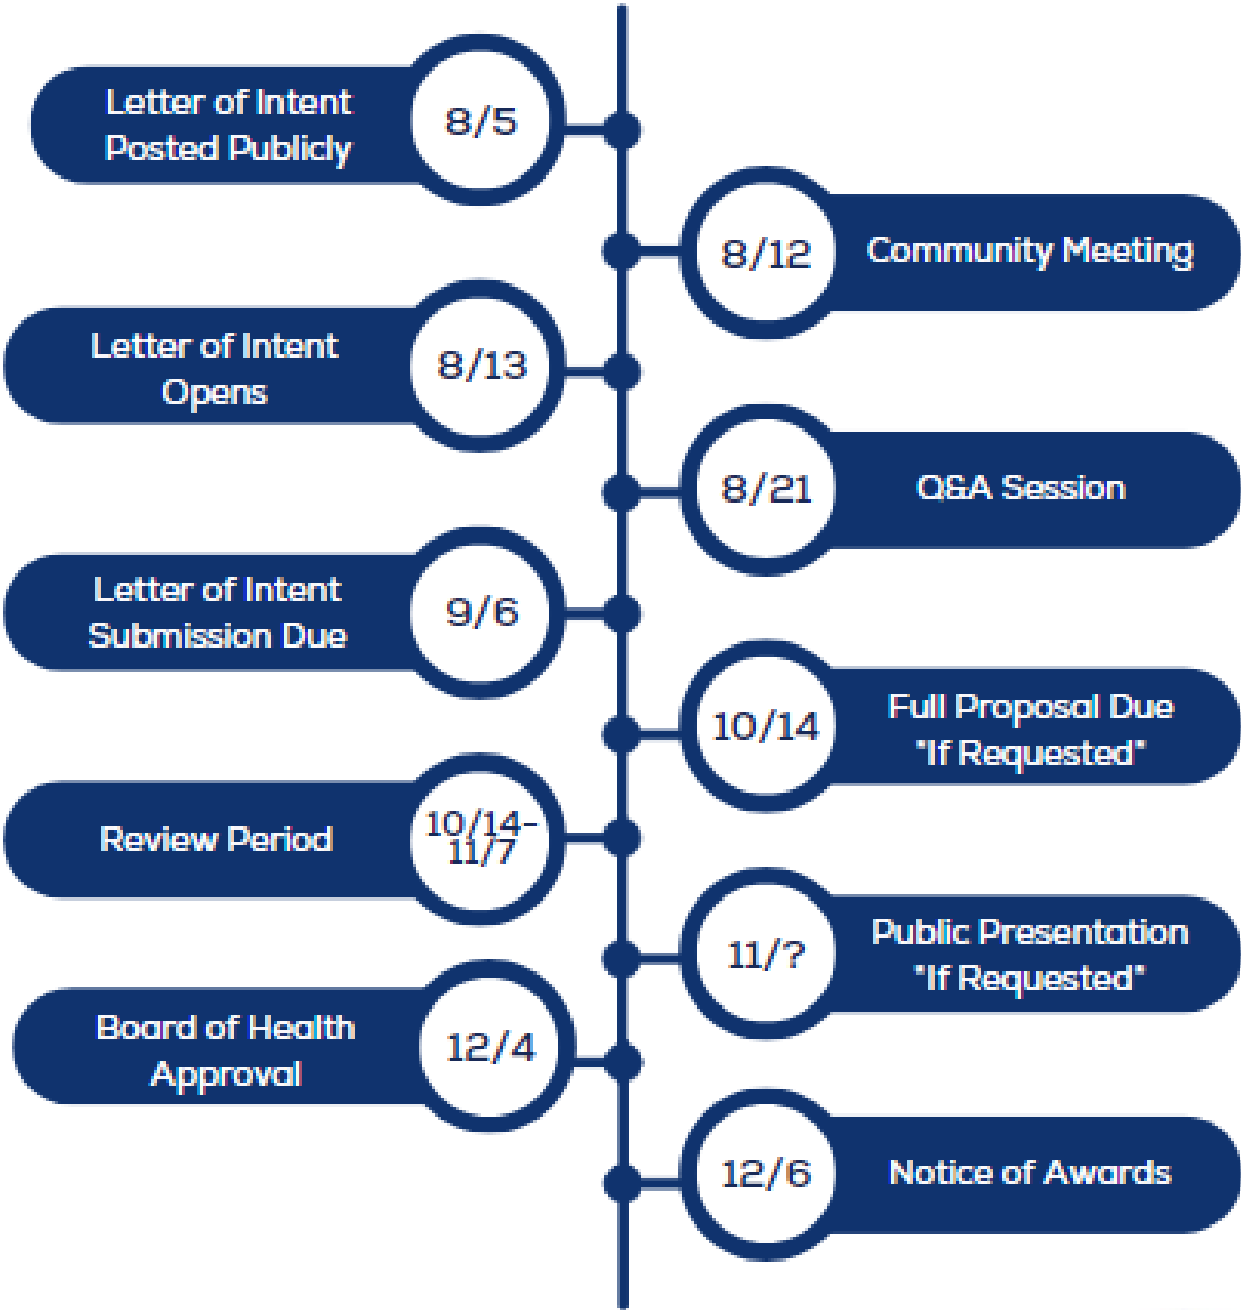 Letter of Intent
Posted Publicly
8/5
8/12
Community Meeting
Letter of Intent
Opens
8/13
8/21
Q&A Session
Letter of Intent
Submission Due
9/6
10/14
Full Proposal Due
"If Requested"
Review Period
10/14-
11/7
11/?
Public Presentation
"If Requested"
Board of Health
Approval
12/4
12/6
Notice of Awards